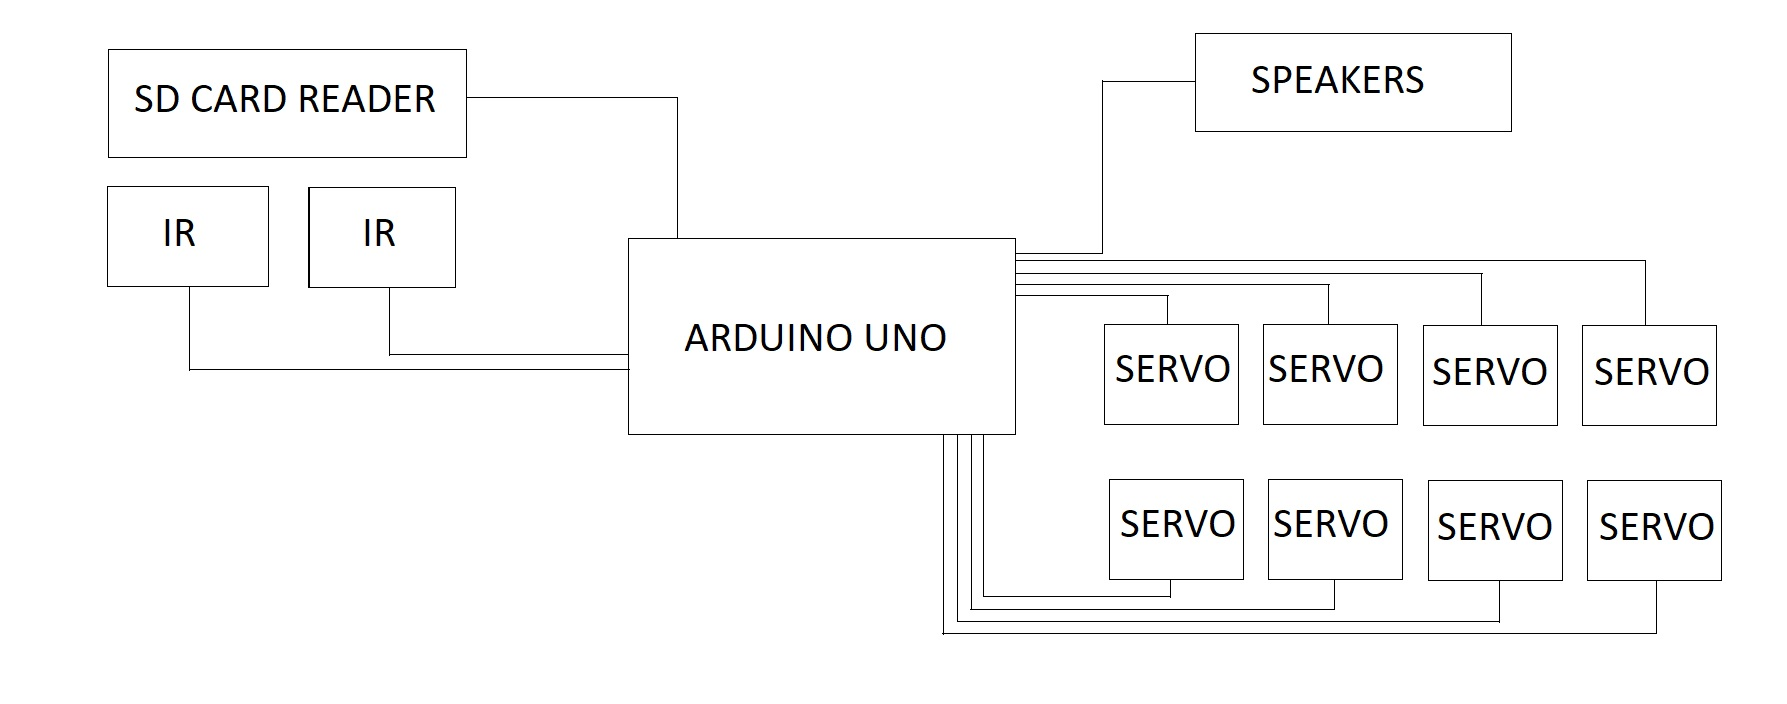 SD CARD READER
SPEAKERS
IR
IR
ARDUINO UNO
SERVO
SERVO
SERVO
SERVO
SERVO
SERVO
SERVO
SERVO